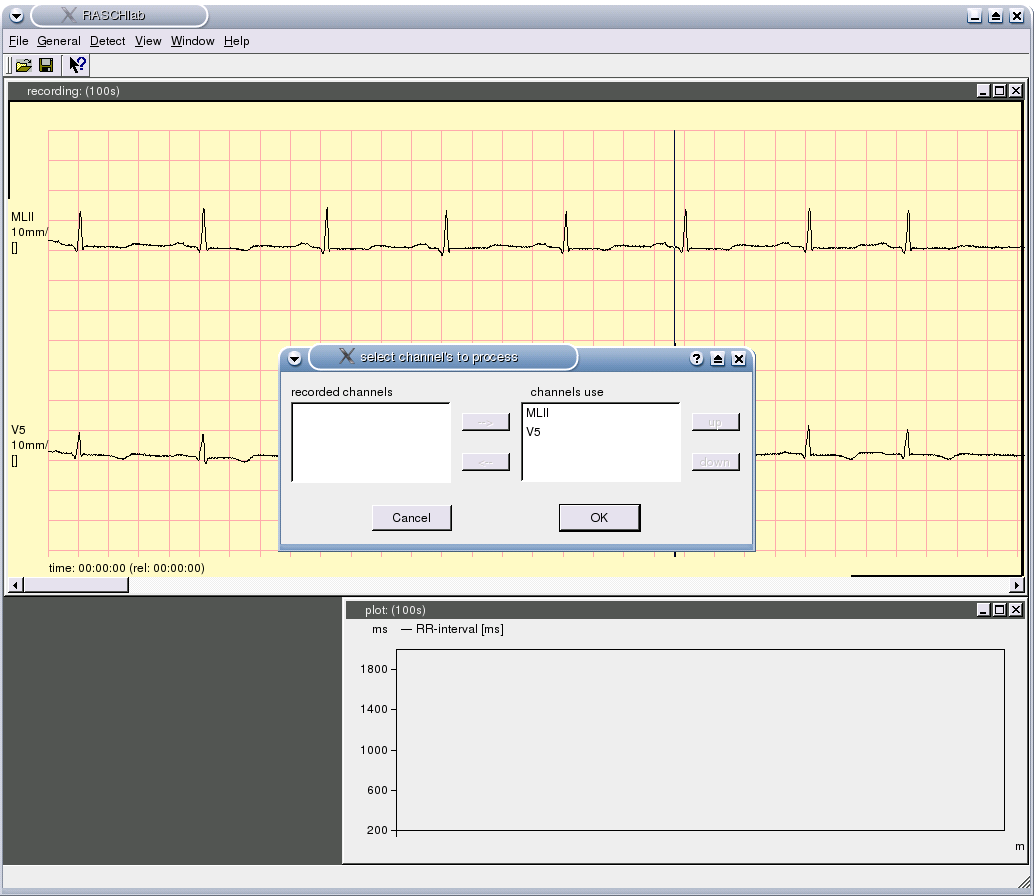 RASCHlab
File General Detect View Window Help
recording: (100s)
MLII
10mm/
[]
select channel's to process
recorded channels
channels use
-->
up
MLII
V5
<--
down
Cancel
OK
V5
10mm/
[]
time: 00:00:00 (rel: 00:00:00)
plot: (100s)
ms — RR-interval [ms]
1800
1400
1000
600
200
m